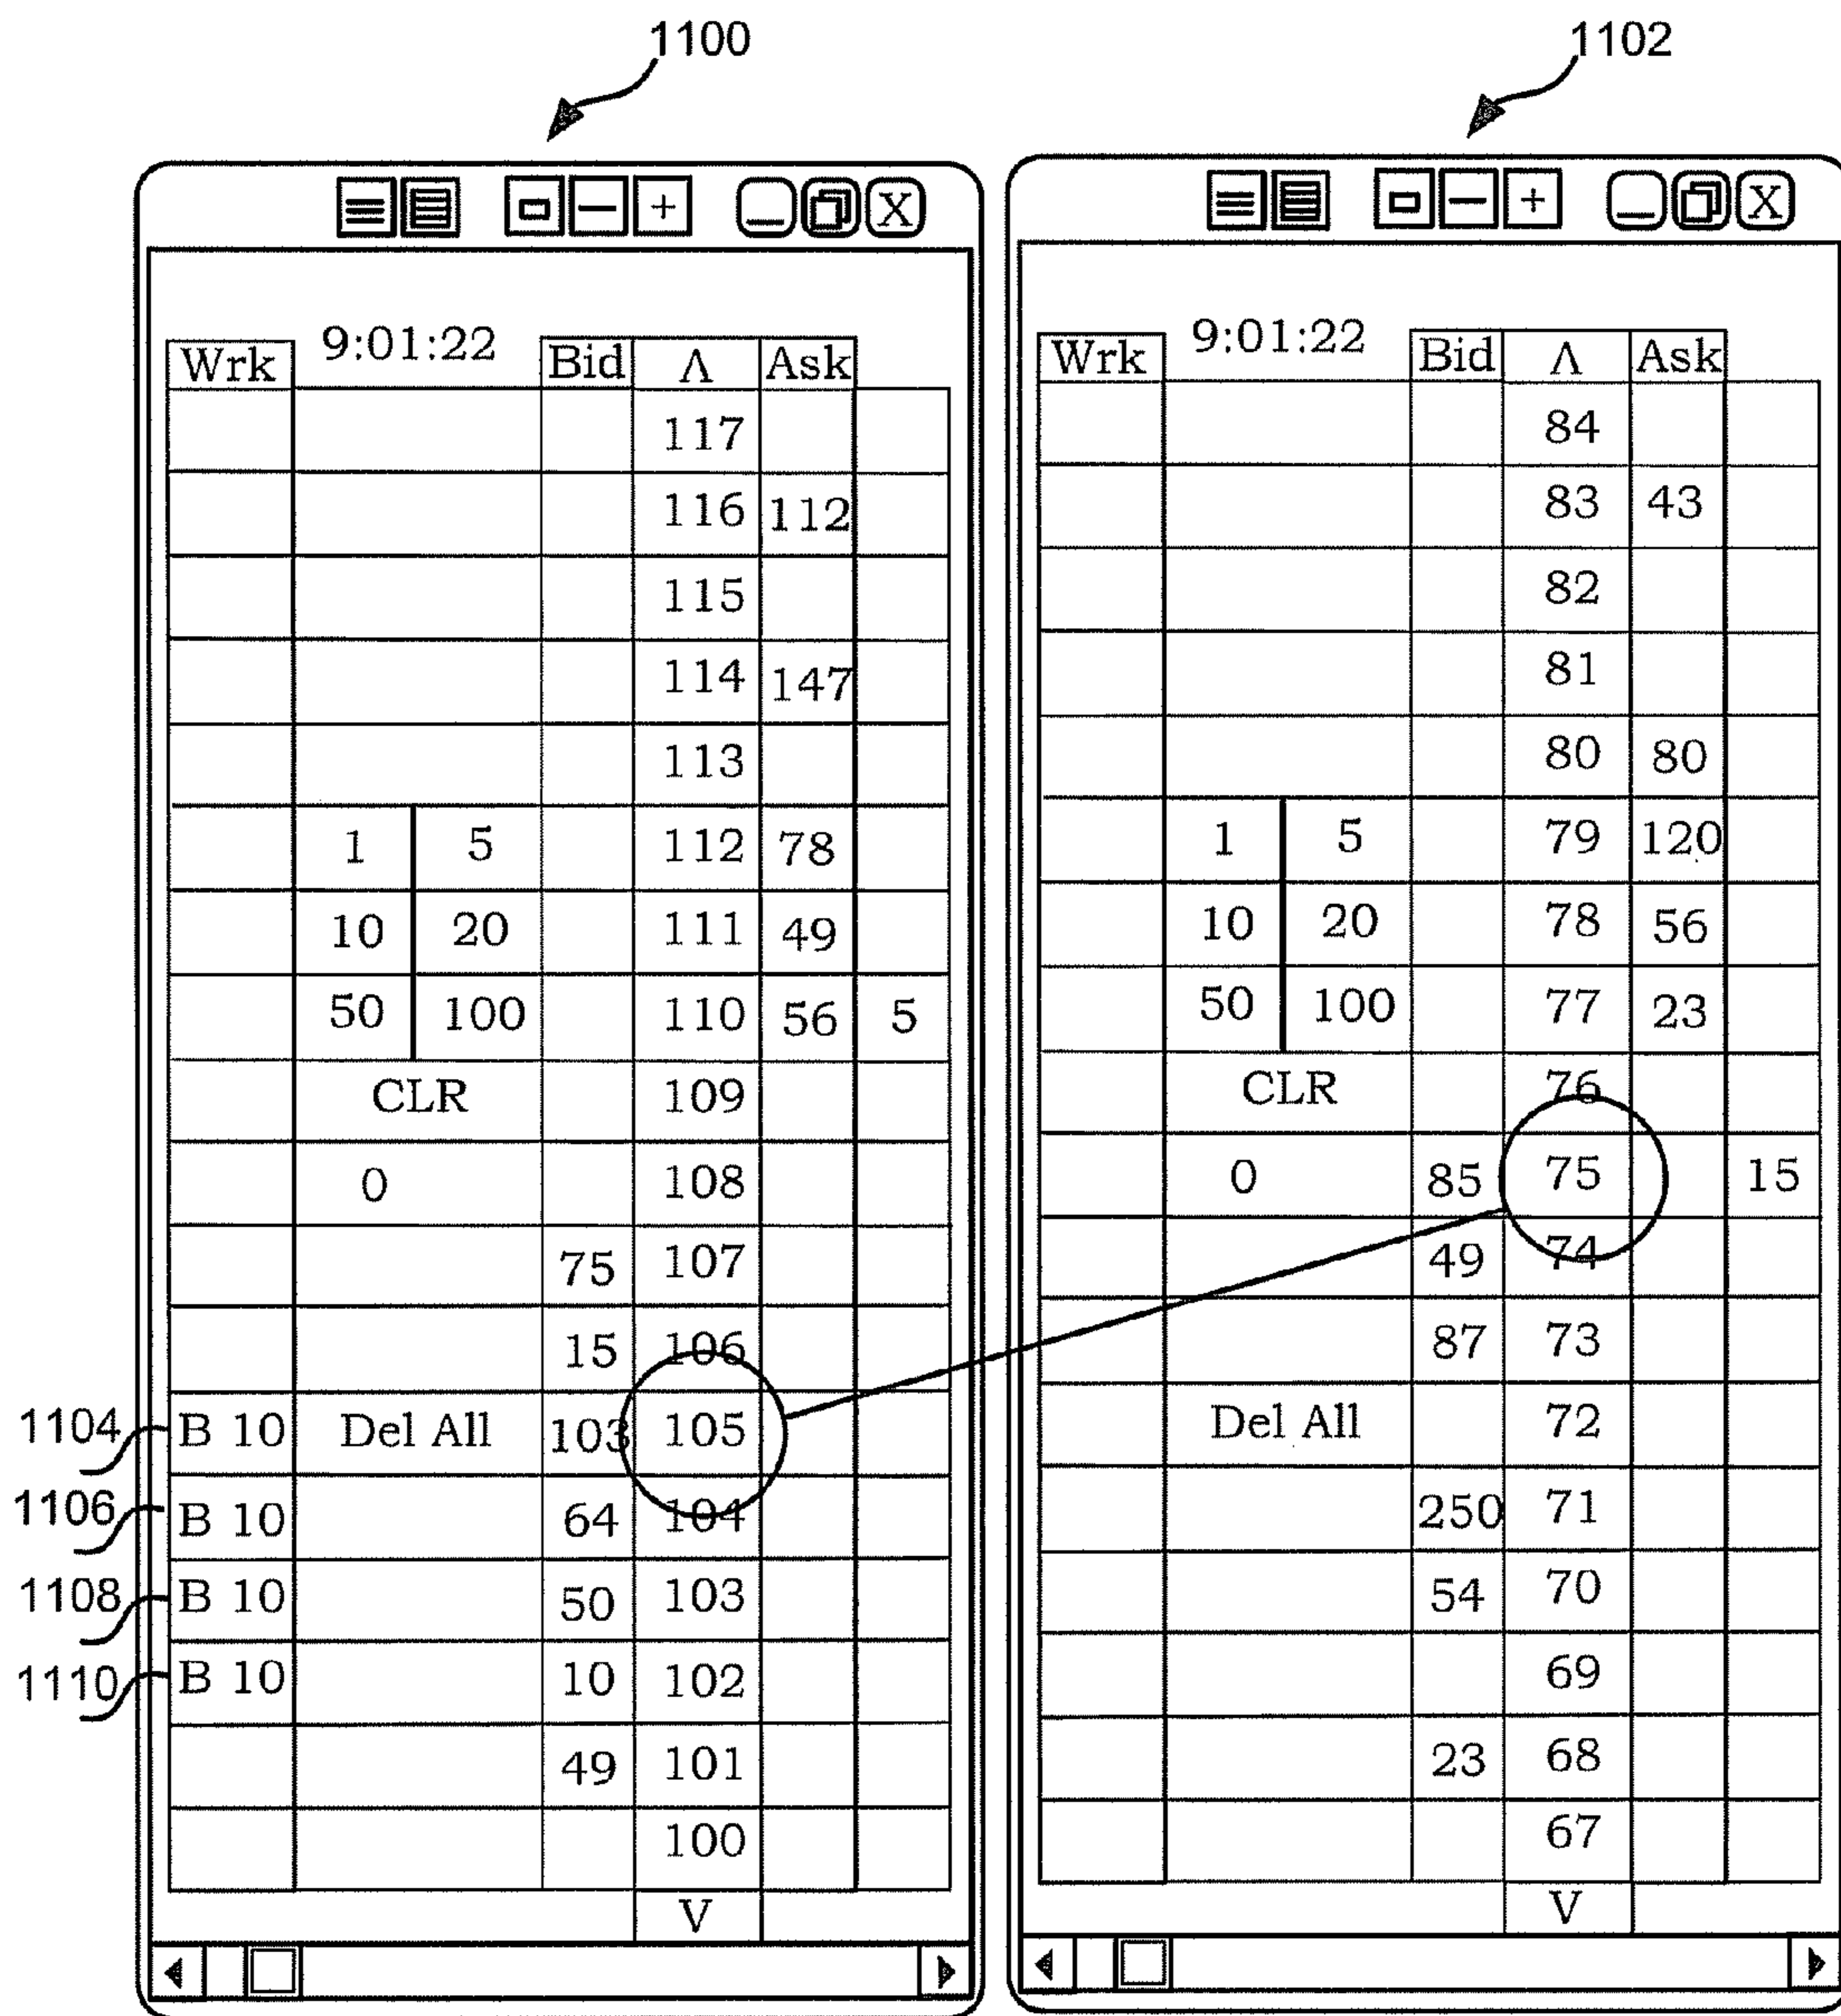 1100
1102
X
X
Wrk 9:01:22 Bid Λ Ask
117
116 112
115
114 147
113
1 5 112 78
10 20 111 49
50 100 110 56 5
CLR 109
0 108
75 107
15 106
1104 B 10 Del All 103 105
1106 B 10 64 104
1108 B 10 50 103
1110 B 10 10 102
49 101
100
V
Wrk 9:01:22 Bid Λ Ask
84
83 43
82
81
80 80
1 5 79 120
10 20 78 56
50 100 77 23
CLR 76
0 85 75 15
49 74
87 73
Del All 72
250 71
54 70
69
23 68
67
V